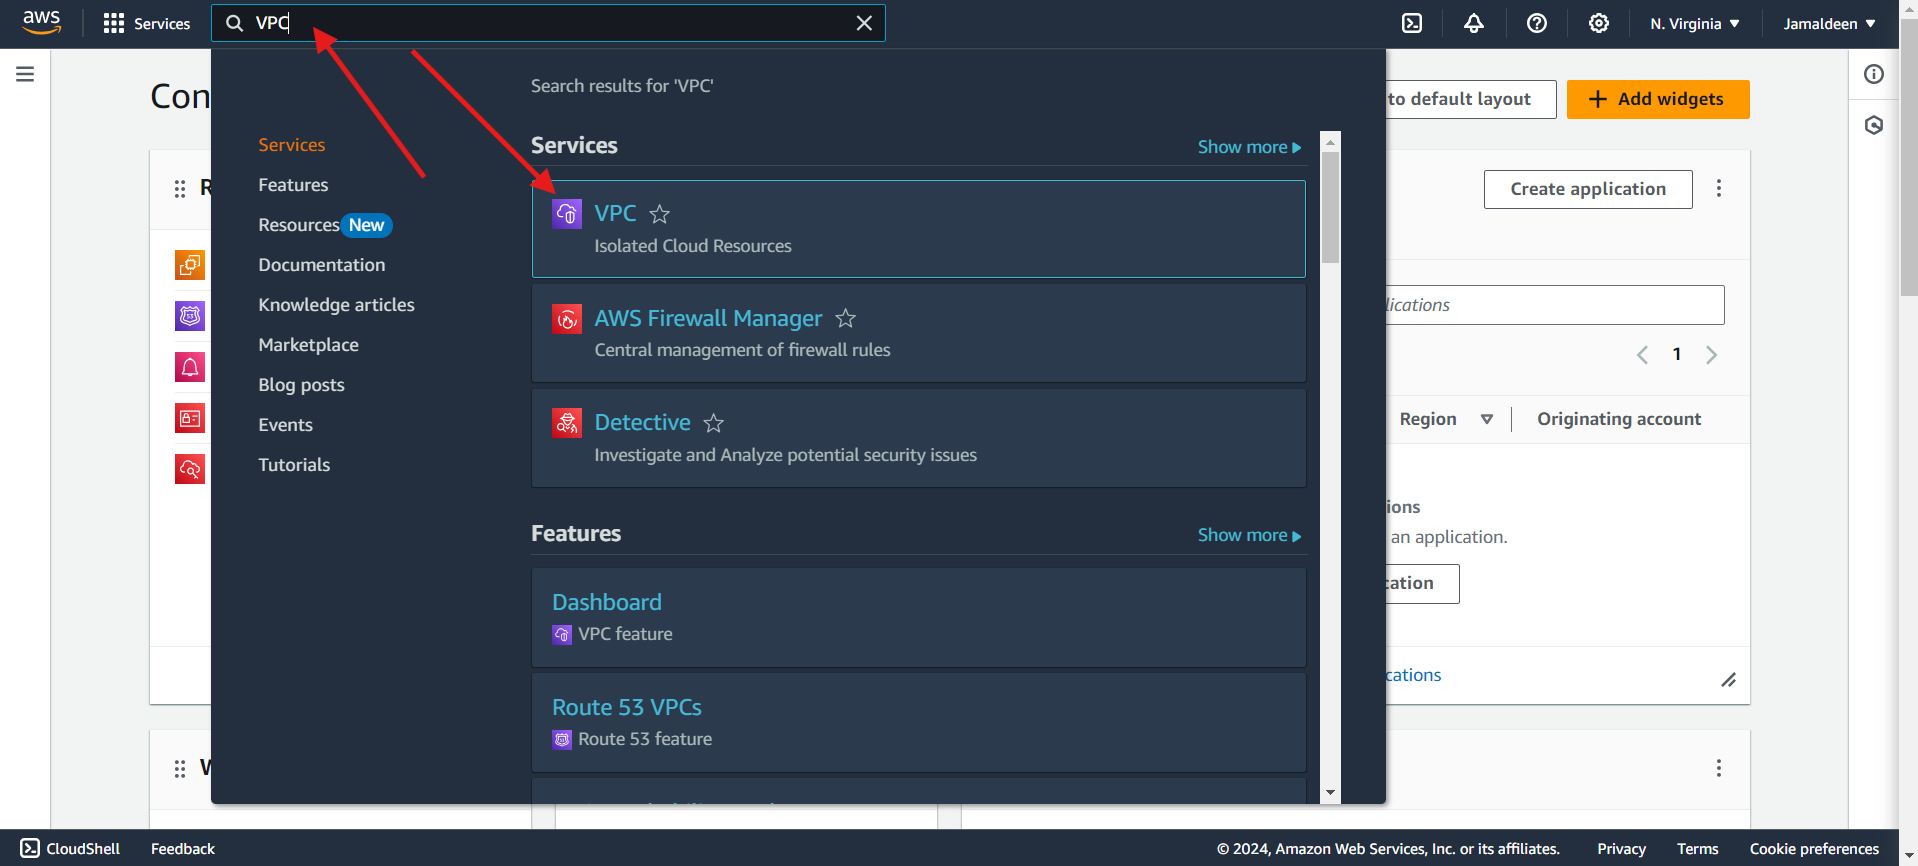 aws
Services
VPC
N. Virginia
Jamaldeen
Con
to default layout
Add widgets
Search results for 'VPC'
Services
Features
Resources New
Documentation
Knowledge articles
Marketplace
Blog posts
Events
Tutorials
Services
Show more
VPC
Isolated Cloud Resources
AWS Firewall Manager
Central management of firewall rules
Detective
Investigate and Analyze potential security issues
Features
Show more
Dashboard
VPC feature
Route 53 VPCs
Route 53 feature
R
Create application
lications
1
Region
Originating account
ions
an application.
cation
cations
CloudShell
Feedback
© 2024, Amazon Web Services, Inc. or its affiliates.
Privacy
Terms
Cookie preferences